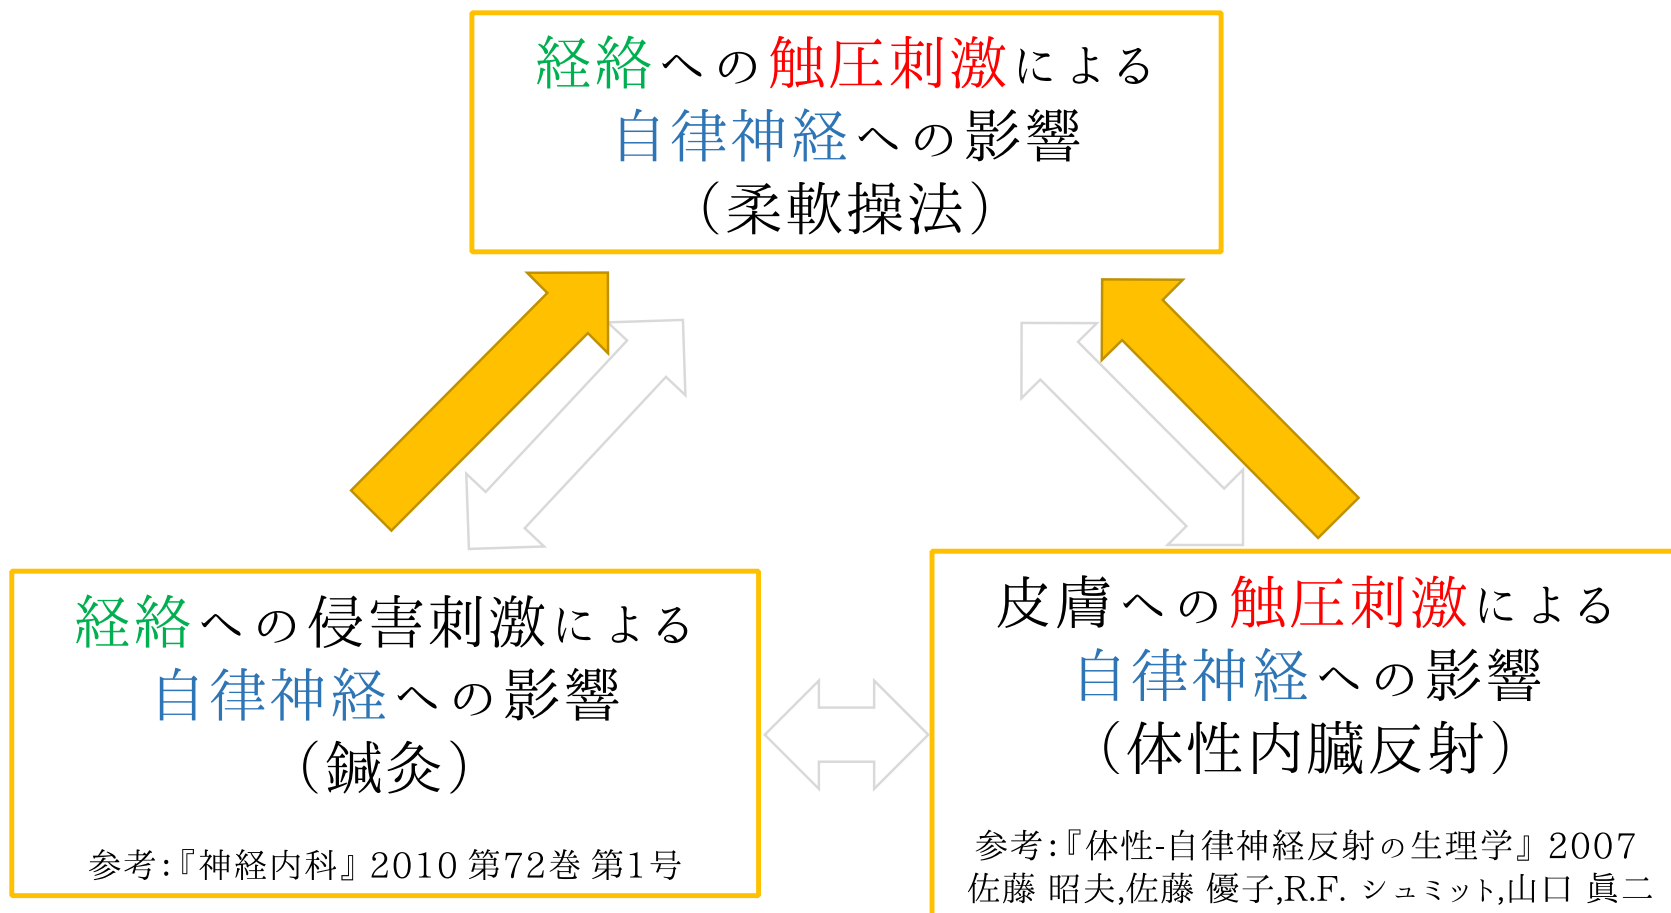 経絡への触圧刺激による
自律神経への影響
（柔軟操法）
経絡への侵害刺激による
自律神経への影響
（鍼灸）
参考：『神経内科』 2010 第72巻 第1号
皮膚への触圧刺激による
自律神経への影響
（体性内臓反射）
参考：『体性-自律神経反射の生理学』 2007
佐藤 昭夫,佐藤 優子,R.F. シュミット,山口 眞二